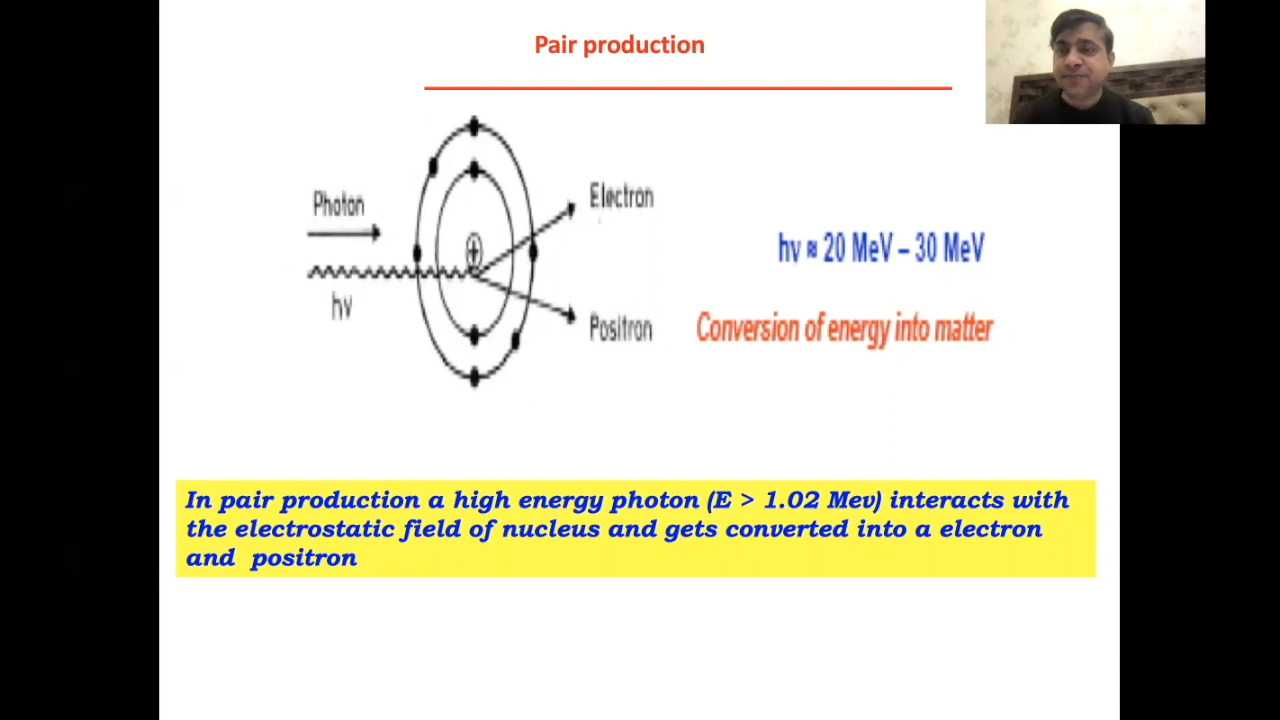 Pair production
Photon
hν
Electron
Positron
hν ≈ 20 MeV – 30 MeV
Conversion of energy into matter
In pair production a high energy photon (E > 1.02 Mev) interacts with
the electrostatic field of nucleus and gets converted into a electron
and positron